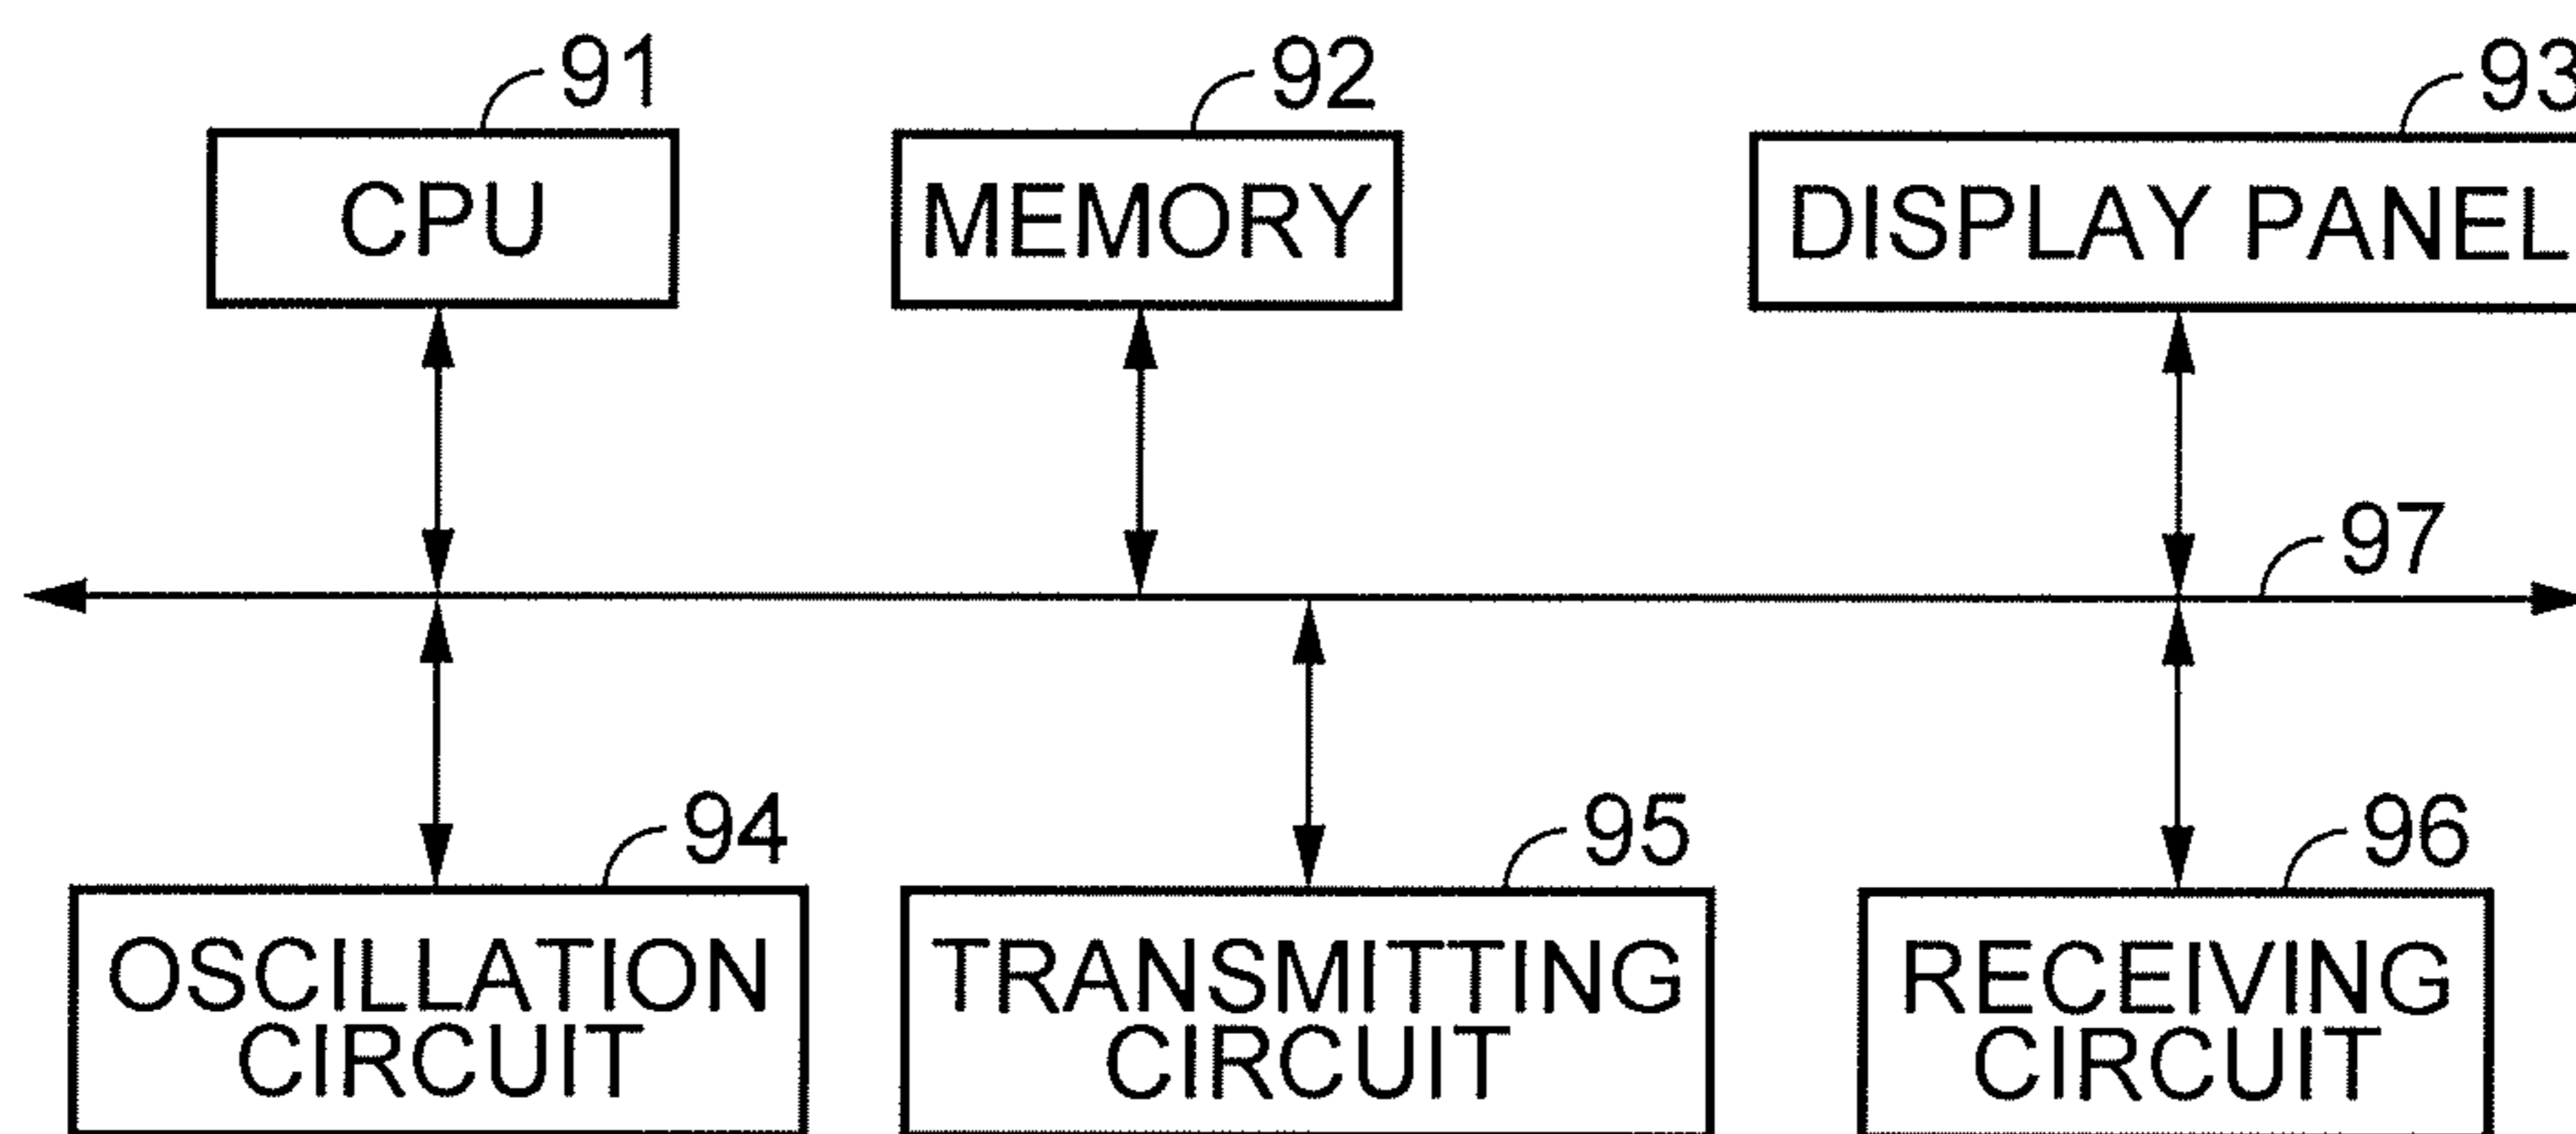 91
92
93
CPU
MEMORY
DISPLAY PANEL
97
94
95
96
OSCILLATION
CIRCUIT
TRANSMITTING
CIRCUIT
RECEIVING
CIRCUIT